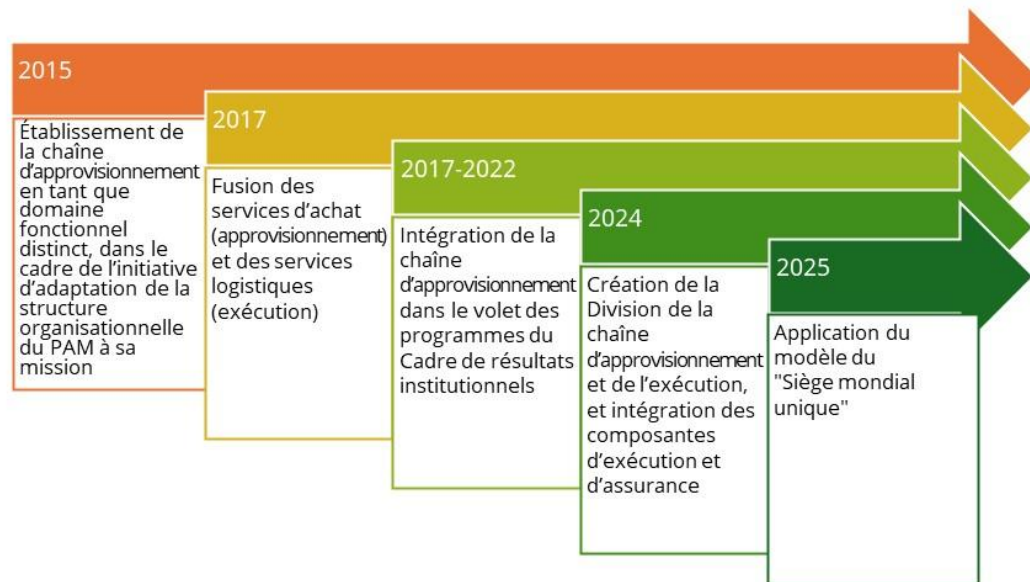 2015
Établissement de
la chaîne
d'approvisionnement
en tant que
domaine
fonctionnel
distinct, dans le
cadre de l'initiative
d'adaptation de la
structure
organisationnelle
du PAM à sa
mission
2017
Fusion des
services d'achat
(approvisionnement)
et des services
logistiques
(exécution)
2017-2022
Intégration de la
chaîne
d'approvisionnement
dans le volet des
programmes du
Cadre de résultats
institutionnels
2024
Création de la
Division de la
chaîne
d'approvisionnement
et de l'exécution,
et intégration des
composantes
d'exécution et
d'assurance
2025
Application du
modèle du
"Siège mondial
unique"